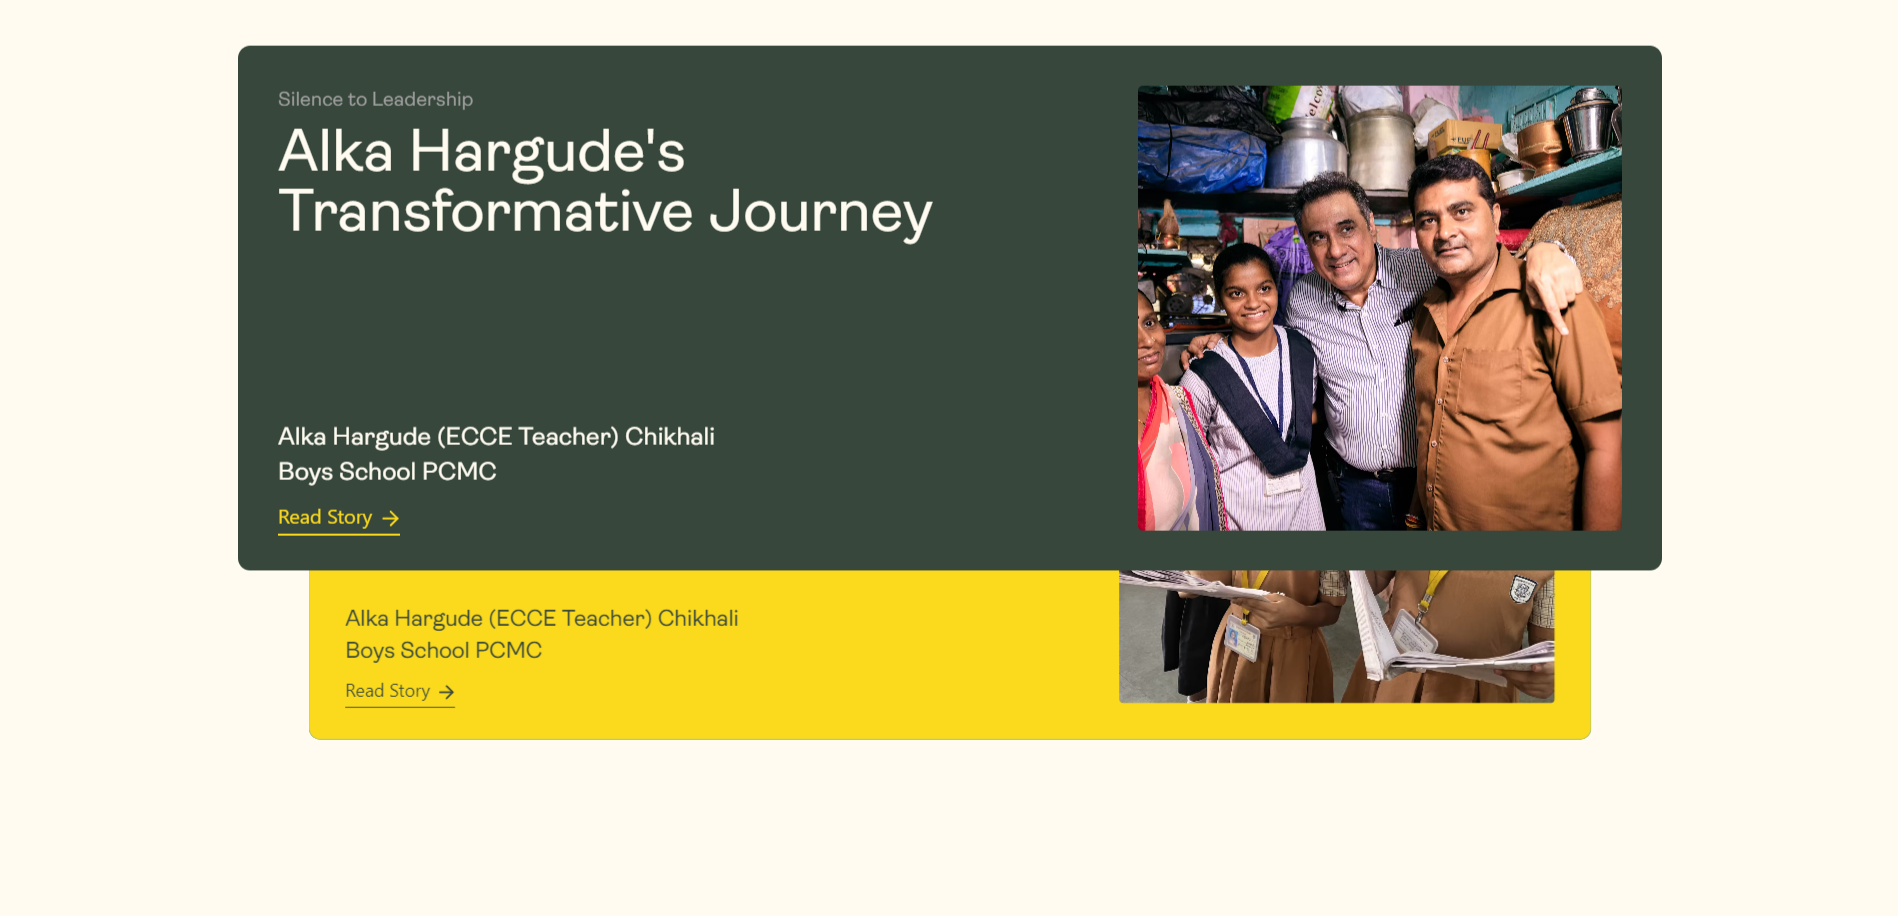 Silence to Leadership
Alka Hargude's
Transformative Journey
Alka Hargude (ECCE Teacher) Chikhali
Boys School PCMC
Read Story →
Alka Hargude (ECCE Teacher) Chikhali
Boys School PCMC
Read Story →